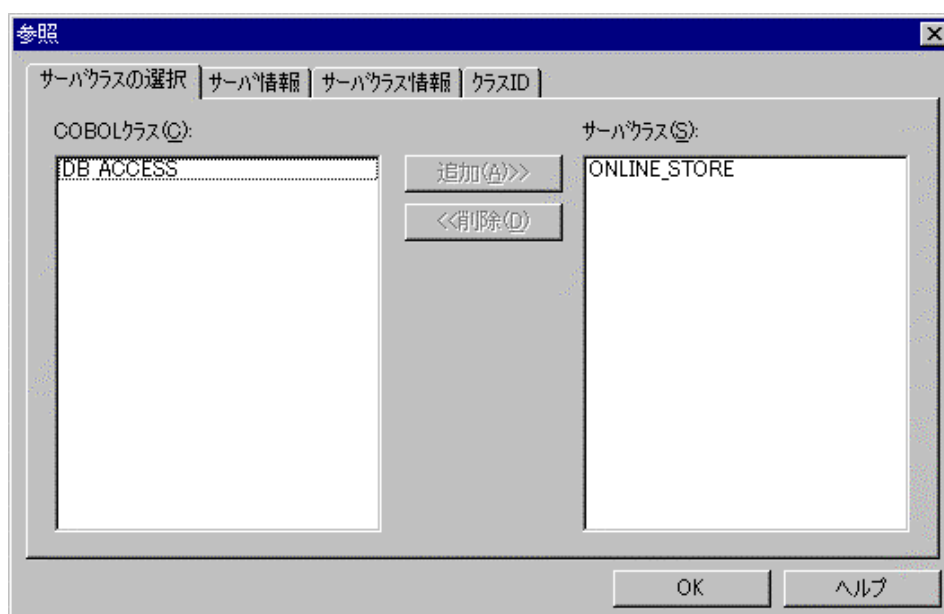 参照
サーバクラスの選択 サーバ情報 サーバクラス情報 クラスID
COBOLクラス(C): サーバクラス(S):
DB_ACCESS 追加(A)>> ONLINE_STORE
<<削除(D)
OK ヘルプ